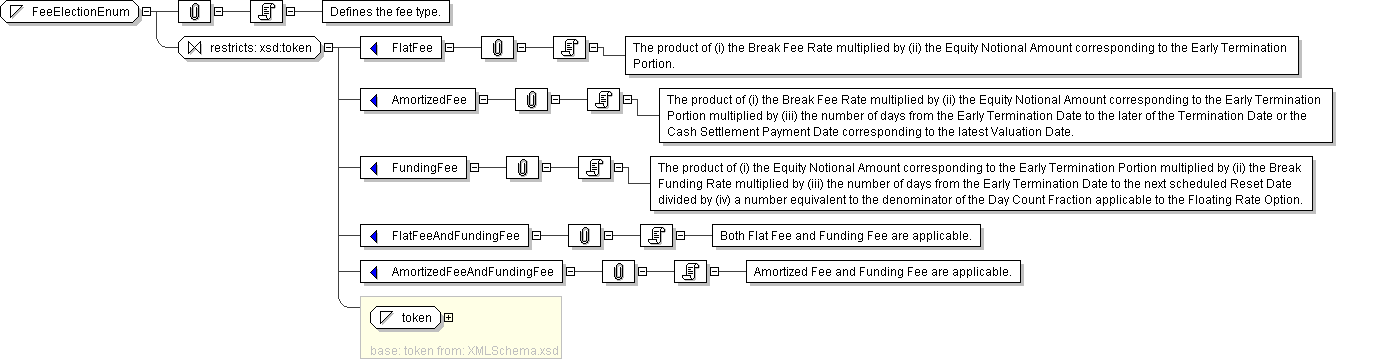 FeeElectionEnum
Defines the fee type.
restricts: xsd:token
FlatFee
The product of (i) the Break Fee Rate multiplied by (ii) the Equity Notional Amount corresponding to the Early Termination
Portion.
AmortizedFee
The product of (i) the Break Fee Rate multiplied by (ii) the Equity Notional Amount corresponding to the Early Termination
Portion multiplied by (iii) the number of days from the Early Termination Date to the later of the Termination Date or the
Cash Settlement Payment Date corresponding to the latest Valuation Date.
FundingFee
The product of (i) the Equity Notional Amount corresponding to the Early Termination Portion multiplied by (ii) the Break
Funding Rate multiplied by (iii) the number of days from the Early Termination Date to the next scheduled Reset Date
divided by (iv) a number equivalent to the denominator of the Day Count Fraction applicable to the Floating Rate Option.
FlatFeeAndFundingFee
Both Flat Fee and Funding Fee are applicable.
AmortizedFeeAndFundingFee
Amortized Fee and Funding Fee are applicable.
token
base: token from: XMLSchema.xsd